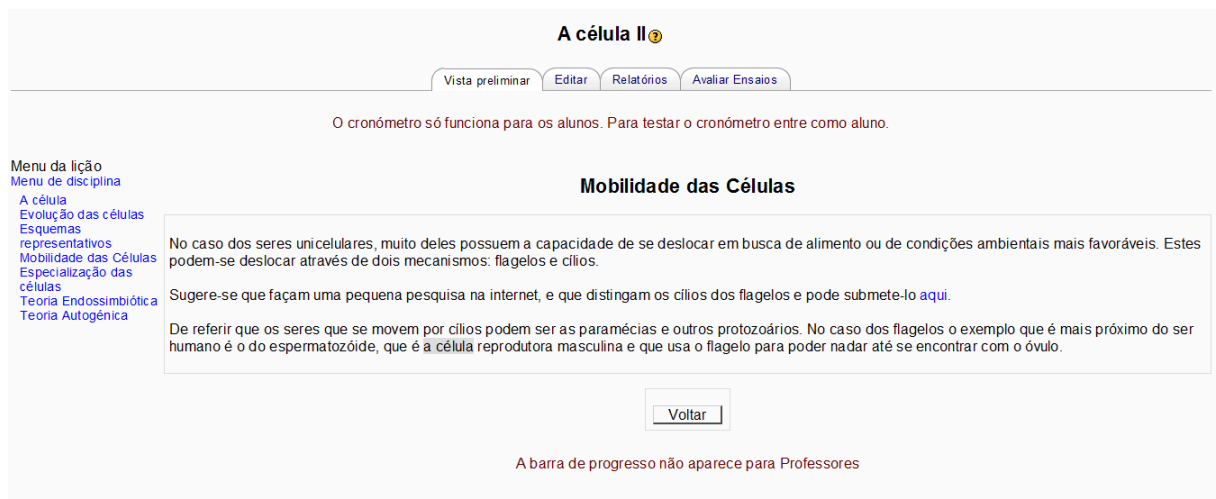 A célula II
Vista preliminar
Editar
Relatórios
Avaliar Ensaios
O cronómetro só funciona para os alunos. Para testar o cronómetro entre como aluno.
Menu da lição
Menu de disciplina
A célula
Evolução das células
Esquemas
representativos
Mobilidade das Células
Especialização das
células
Teoria Endossimbiótica
Teoria Autogénica
Mobilidade das Células
No caso dos seres unicelulares, muito deles possuem a capacidade de se deslocar em busca de alimento ou de condições ambientais mais favoráveis. Estes
podem-se deslocar através de dois mecanismos: flagelos e cílios.
Sugere-se que façam uma pequena pesquisa na internet, e que distingam os cílios dos flagelos e pode submete-lo aqui.
De referir que os seres que se movem por cílios podem ser as paramécias e outros protozoários. No caso dos flagelos o exemplo que é mais próximo do ser
humano é o do espermatozóide, que é a célula reprodutora masculina e que usa o flagelo para poder nadar até se encontrar com o óvulo.
Voltar
A barra de progresso não aparece para Professores